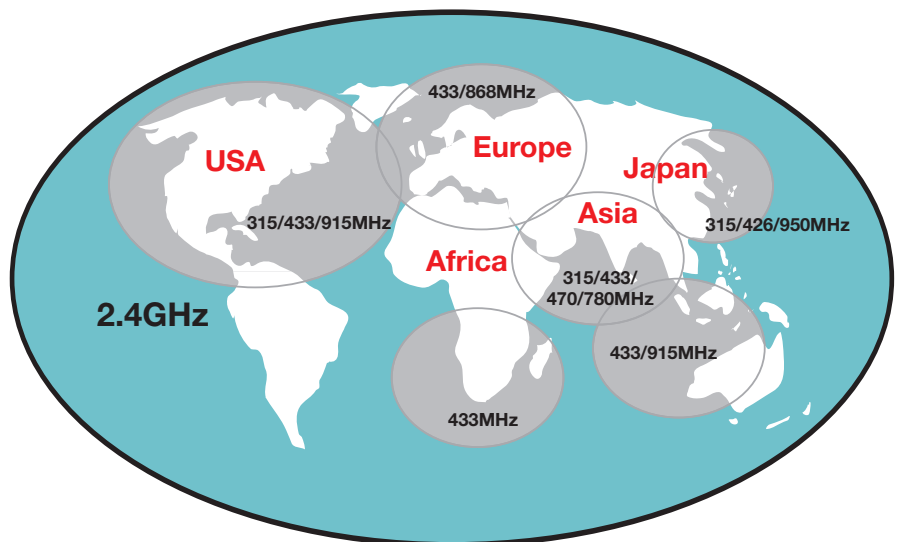 433/868MHz
USA
Europe
Japan
315/433/915MHz
Asia
315/426/950MHz
Africa
315/433/
470/780MHz
2.4GHz
433/915MHz
433MHz